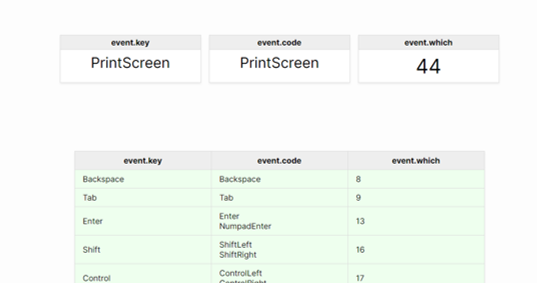 event.key event.code event.which
PrintScreen PrintScreen 44
event.key event.code event.which
Backspace Backspace 8
Tab Tab 9
Enter Enter 13
NumpadEnter
Shift ShiftLeft 16
ShiftRight
Control ControlLeft 17
ControlRight